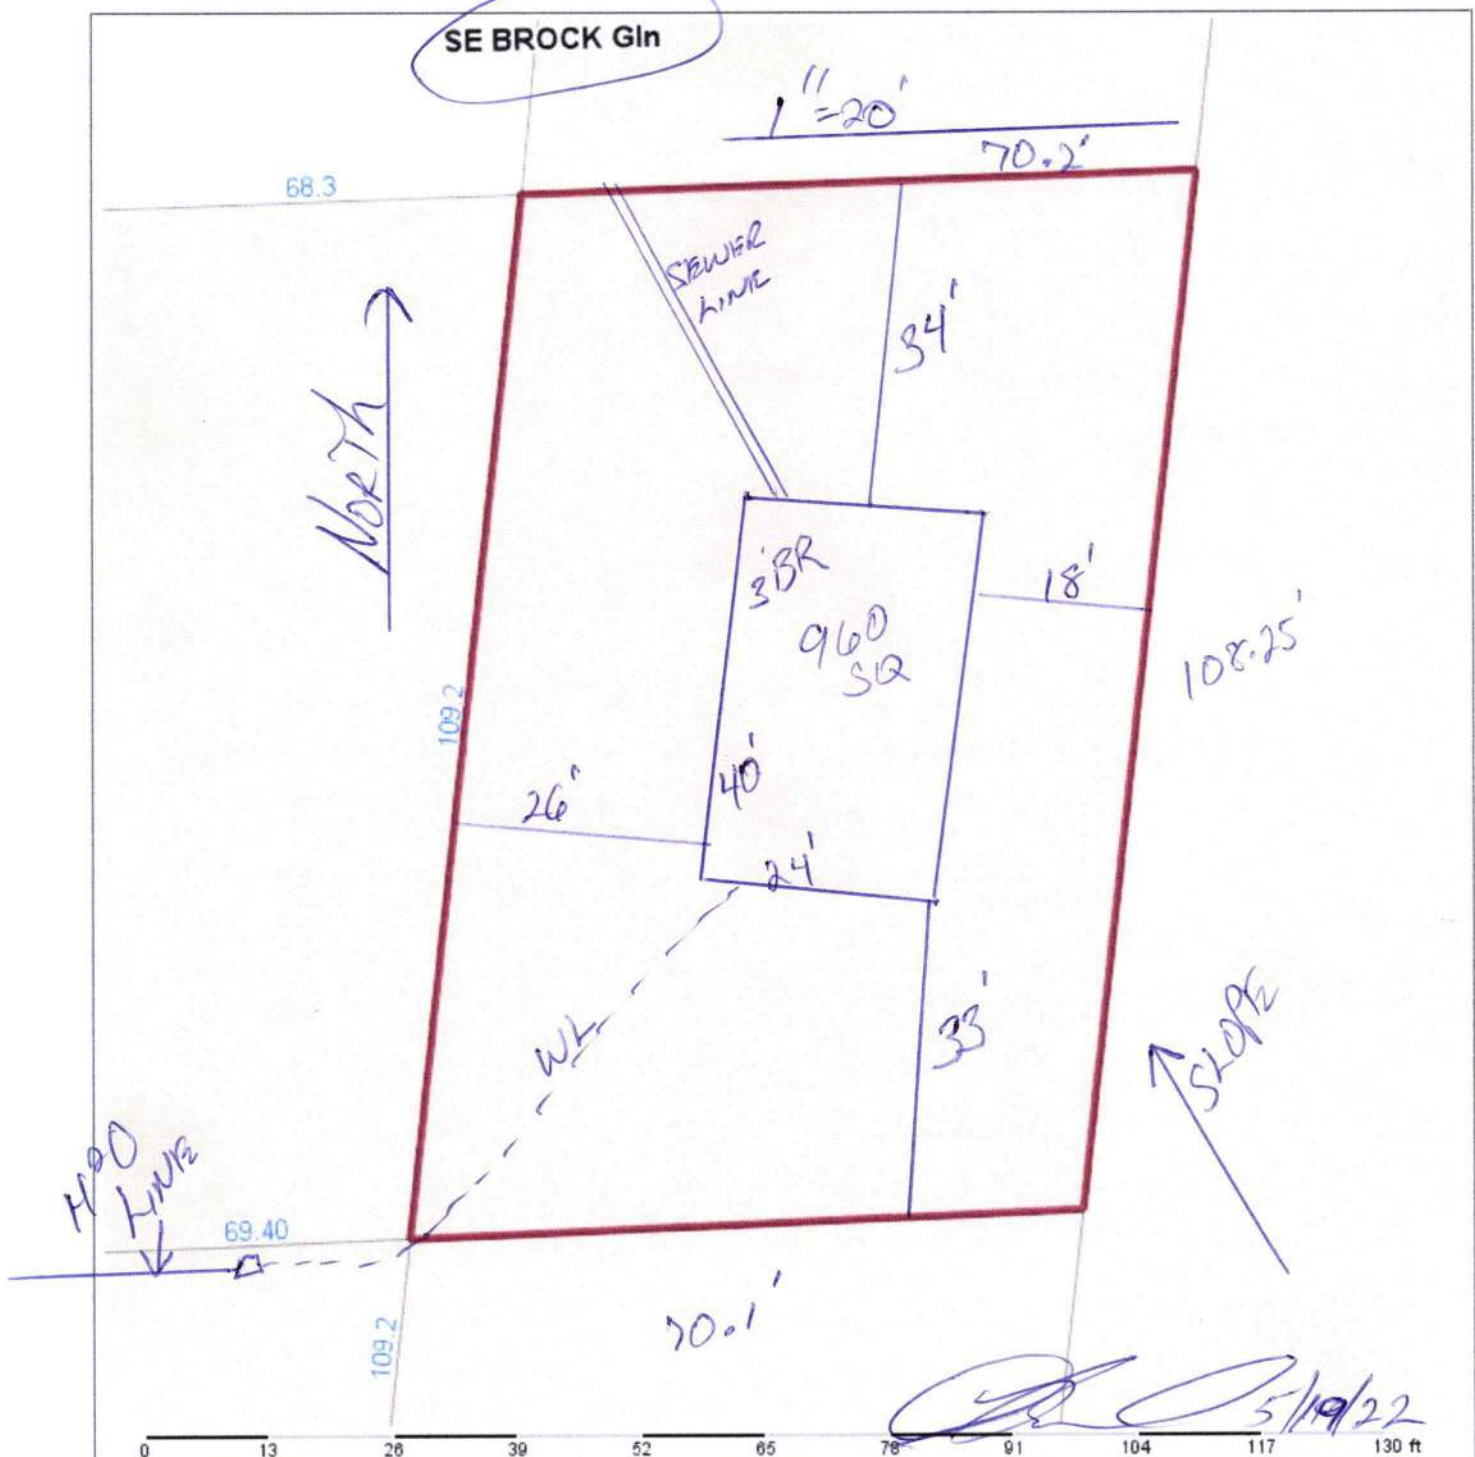 SE BROCK Gln
1"=20'
70.2'
68.3
SEWER
LINE
34'
NORTH
3BR
960
SQ
18'
108.25'
109.2
26'
40'
24'
WL
33'
SLOPE
H2O
LINE
69.40
70.1'
109.2
5/19/22
0 13 26 39 52 65 78 91 104 117 130 ft